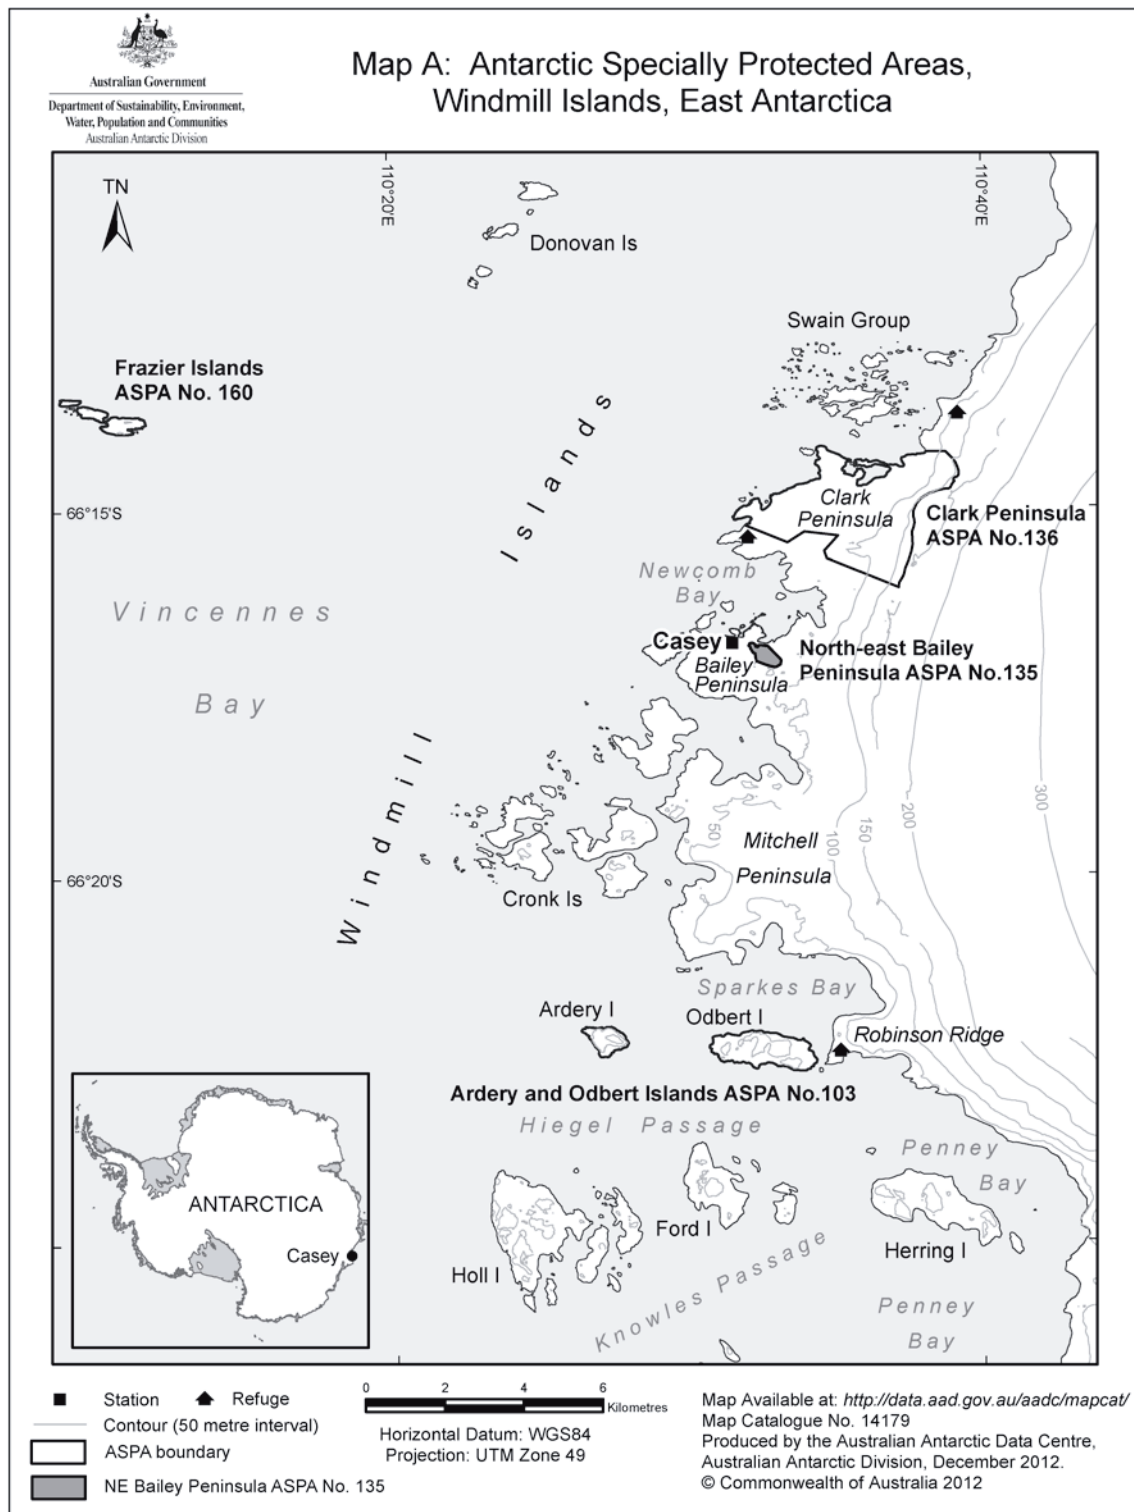 Australian Government
Department of Sustainability, Environment,
Water, Population and Communities
Australian Antarctic Division
Map A: Antarctic Specially Protected Areas,
Windmill Islands, East Antarctica
TN
110°20'E
110°40'E
Donovan Is
Swain Group
Frazier Islands
ASPA No. 160
Islands
66°15'S
Clark
Peninsula
Clark Peninsula
ASPA No.136
Newcomb
Bay
Vincennes
Bay
Casey
Bailey
Peninsula
North-east Bailey
Peninsula ASPA No.135
Windmill
50
100
150
200
300
Mitchell
Peninsula
66°20'S
Cronk Is
Sparkes Bay
Ardery I
Odbert I
Robinson Ridge
Ardery and Odbert Islands ASPA No.103
Hiegel Passage
Penney
Bay
ANTARCTICA
Casey
Holl I
Ford I
Herring I
Knowles Passage
Penney
Bay
Station
Refuge
Contour (50 metre interval)
ASPA boundary
NE Bailey Peninsula ASPA No. 135
0 2 4 6
Kilometres
Horizontal Datum: WGS84
Projection: UTM Zone 49
Map Available at: http://data.aad.gov.au/aadc/mapcat/
Map Catalogue No. 14179
Produced by the Australian Antarctic Data Centre,
Australian Antarctic Division, December 2012.
© Commonwealth of Australia 2012